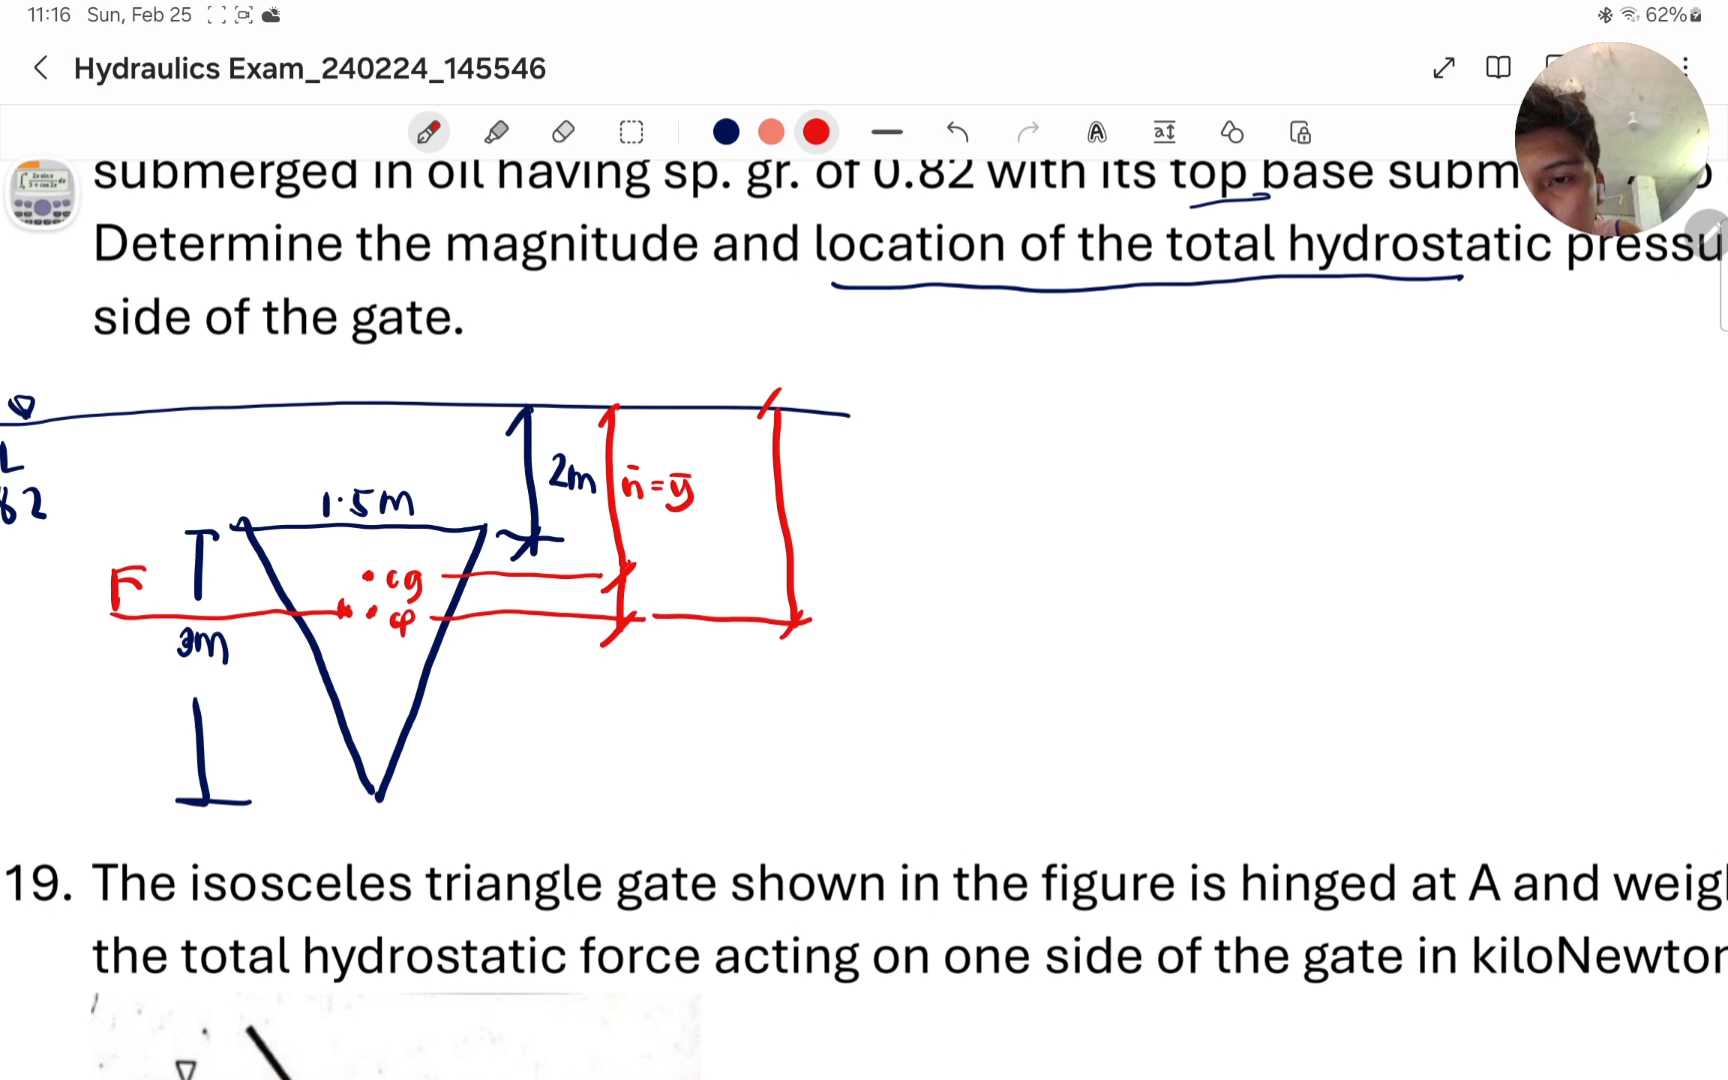 11:16 Sun, Feb 25
62%
Hydraulics Exam_240224_145546
submerged in oil having sp. gr. of 0.82 with its top base subm
Determine the magnitude and location of the total hydrostatic pressu
side of the gate.
2m
h̄ = ȳ
1.5m
L
82
F
cg
cp
3m
19. The isosceles triangle gate shown in the figure is hinged at A and weig
the total hydrostatic force acting on one side of the gate in kiloNewton